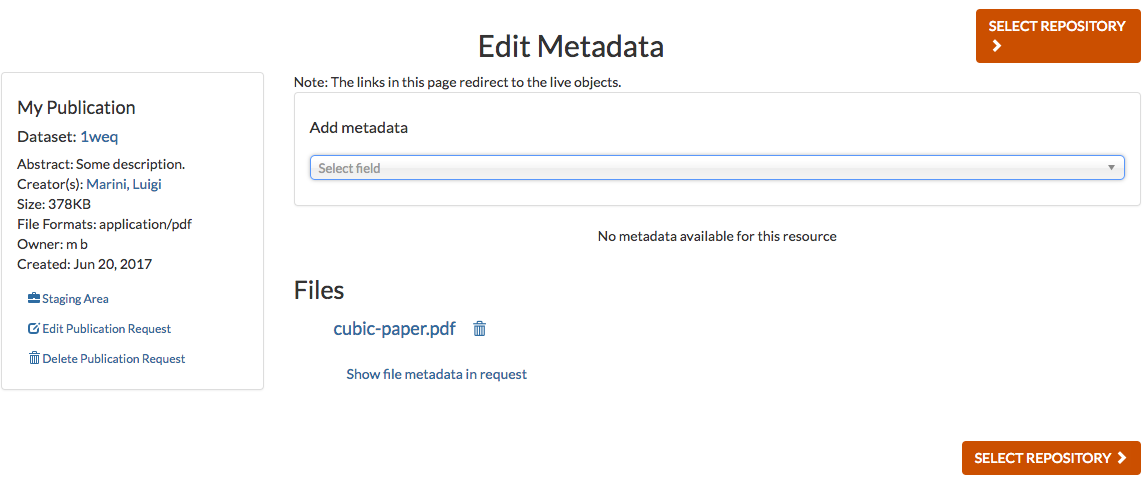 SELECT REPOSITORY
Edit Metadata
Note: The links in this page redirect to the live objects.
My Publication
Dataset: 1weq
Abstract: Some description.
Creator(s): Marini, Luigi
Size: 378KB
File Formats: application/pdf
Owner: m b
Created: Jun 20, 2017
Staging Area
Edit Publication Request
Delete Publication Request
Add metadata
Select field
No metadata available for this resource
Files
cubic-paper.pdf
Show file metadata in request
SELECT REPOSITORY